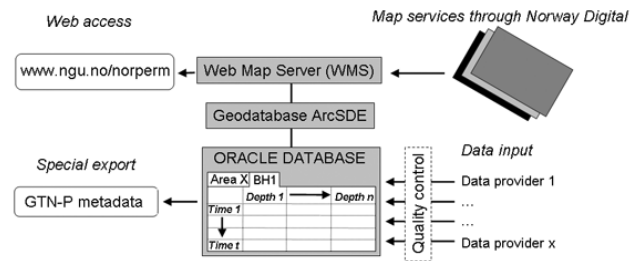 Web access
Map services through Norway Digital
www.ngu.no/norperm
Web Map Server (WMS)
Geodatabase ArcSDE
Special export
ORACLE DATABASE
Data input
Area X BH1
Depth 1 Depth n
Time 1
Time t
GTN-P metadata
Quality control
Data provider 1
...
...
Data provider x